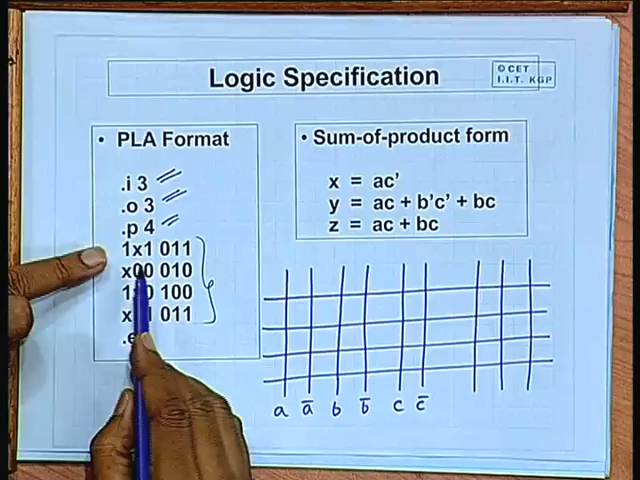 Logic Specification
© CET
I.I.T. KGP
• PLA Format
.i 3
.o 3
.p 4
1x1 011
x00 010
100
011
• Sum-of-product form
x = ac'
y = ac + b'c' + bc
z = ac + bc
a a̅ b b̅ c c̅